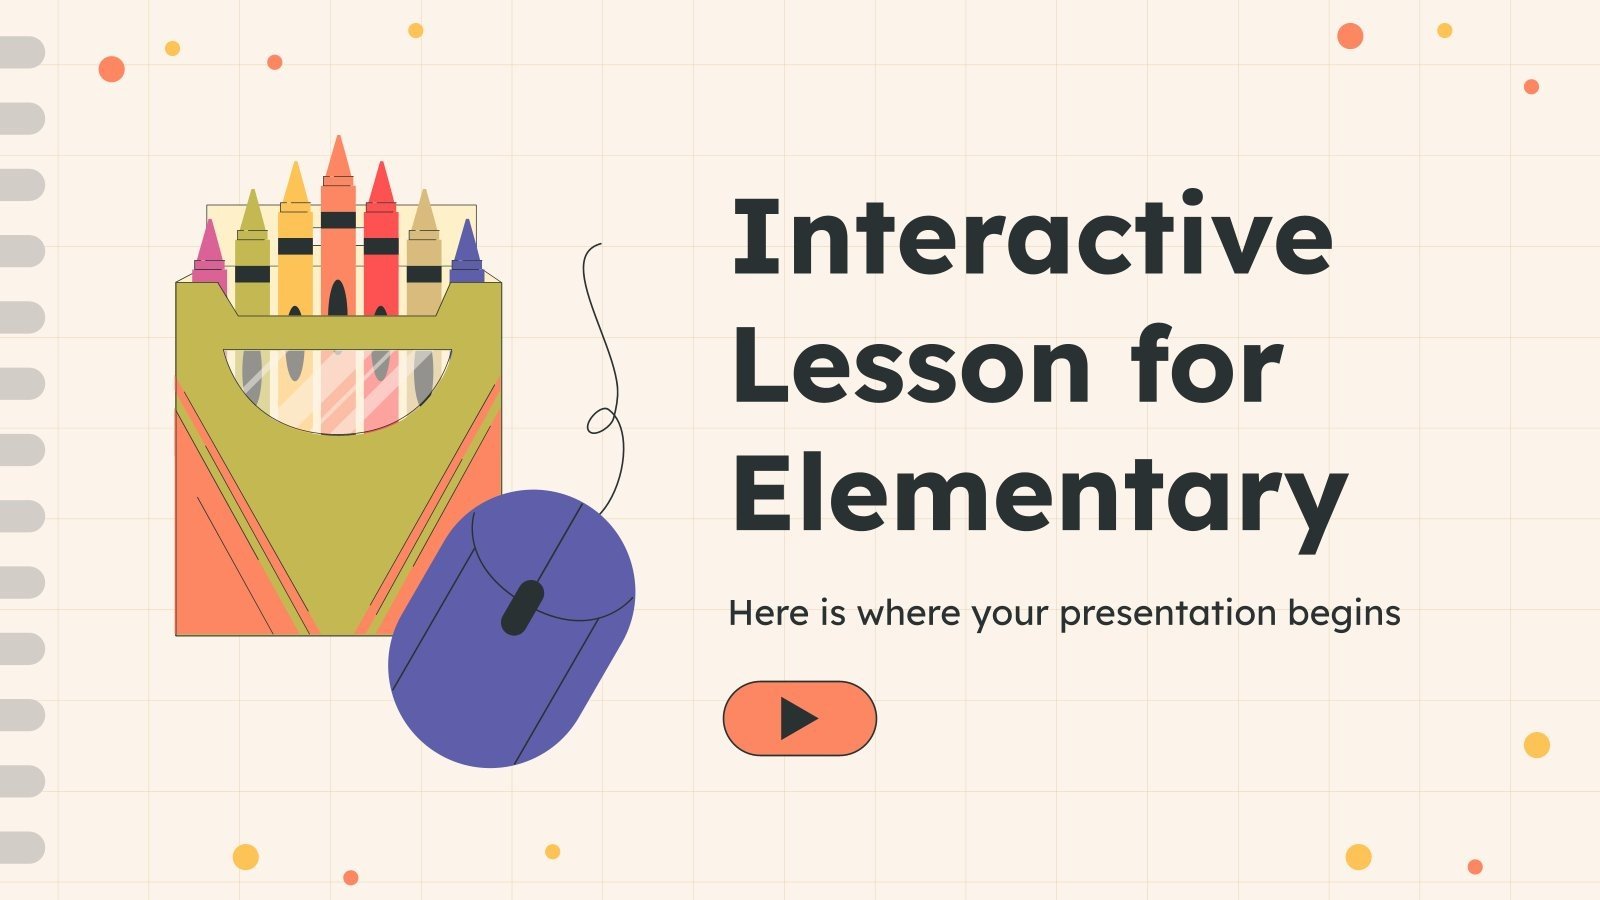 Interactive
Lesson for
Elementary
Here is where your presentation begins